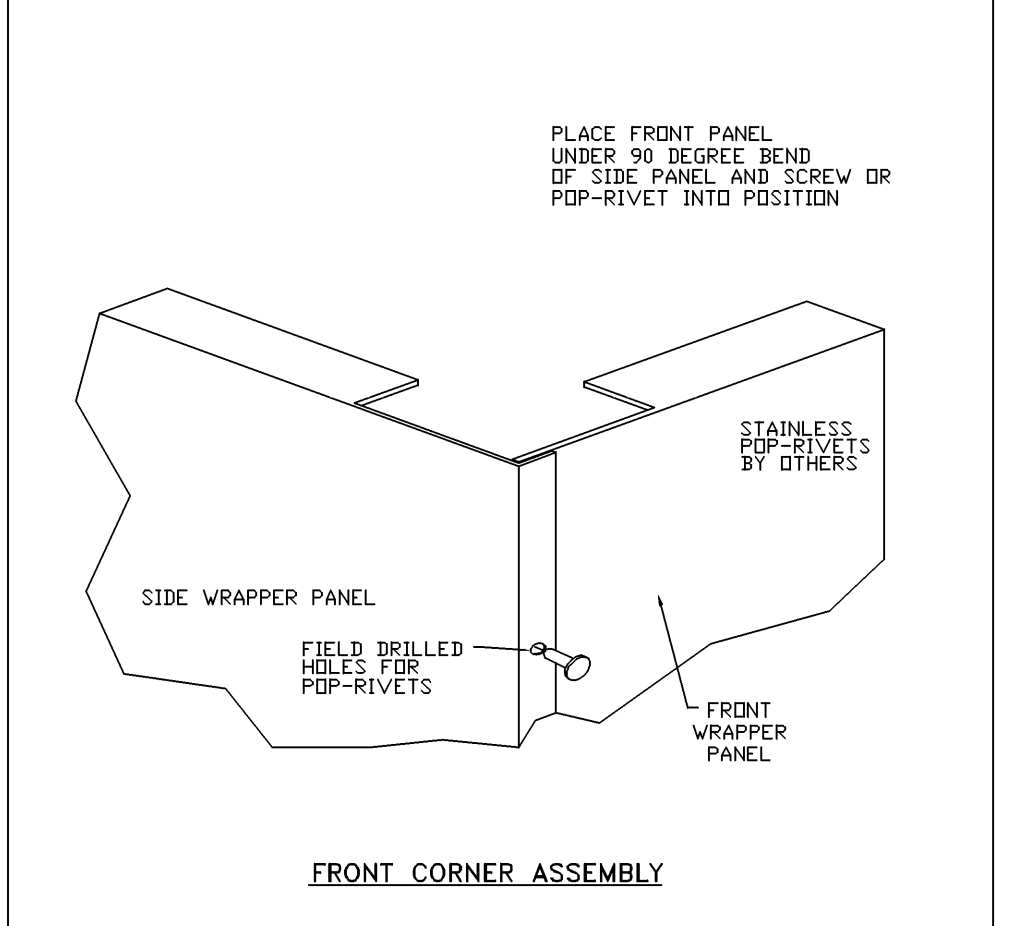 PLACE FRONT PANEL
UNDER 90 DEGREE BEND
OF SIDE PANEL AND SCREW OR
POP-RIVET INTO POSITION
STAINLESS
POP-RIVETS
BY OTHERS
SIDE WRAPPER PANEL
FIELD DRILLED
HOLES FOR
POP-RIVETS
FRONT
WRAPPER
PANEL
FRONT CORNER ASSEMBLY